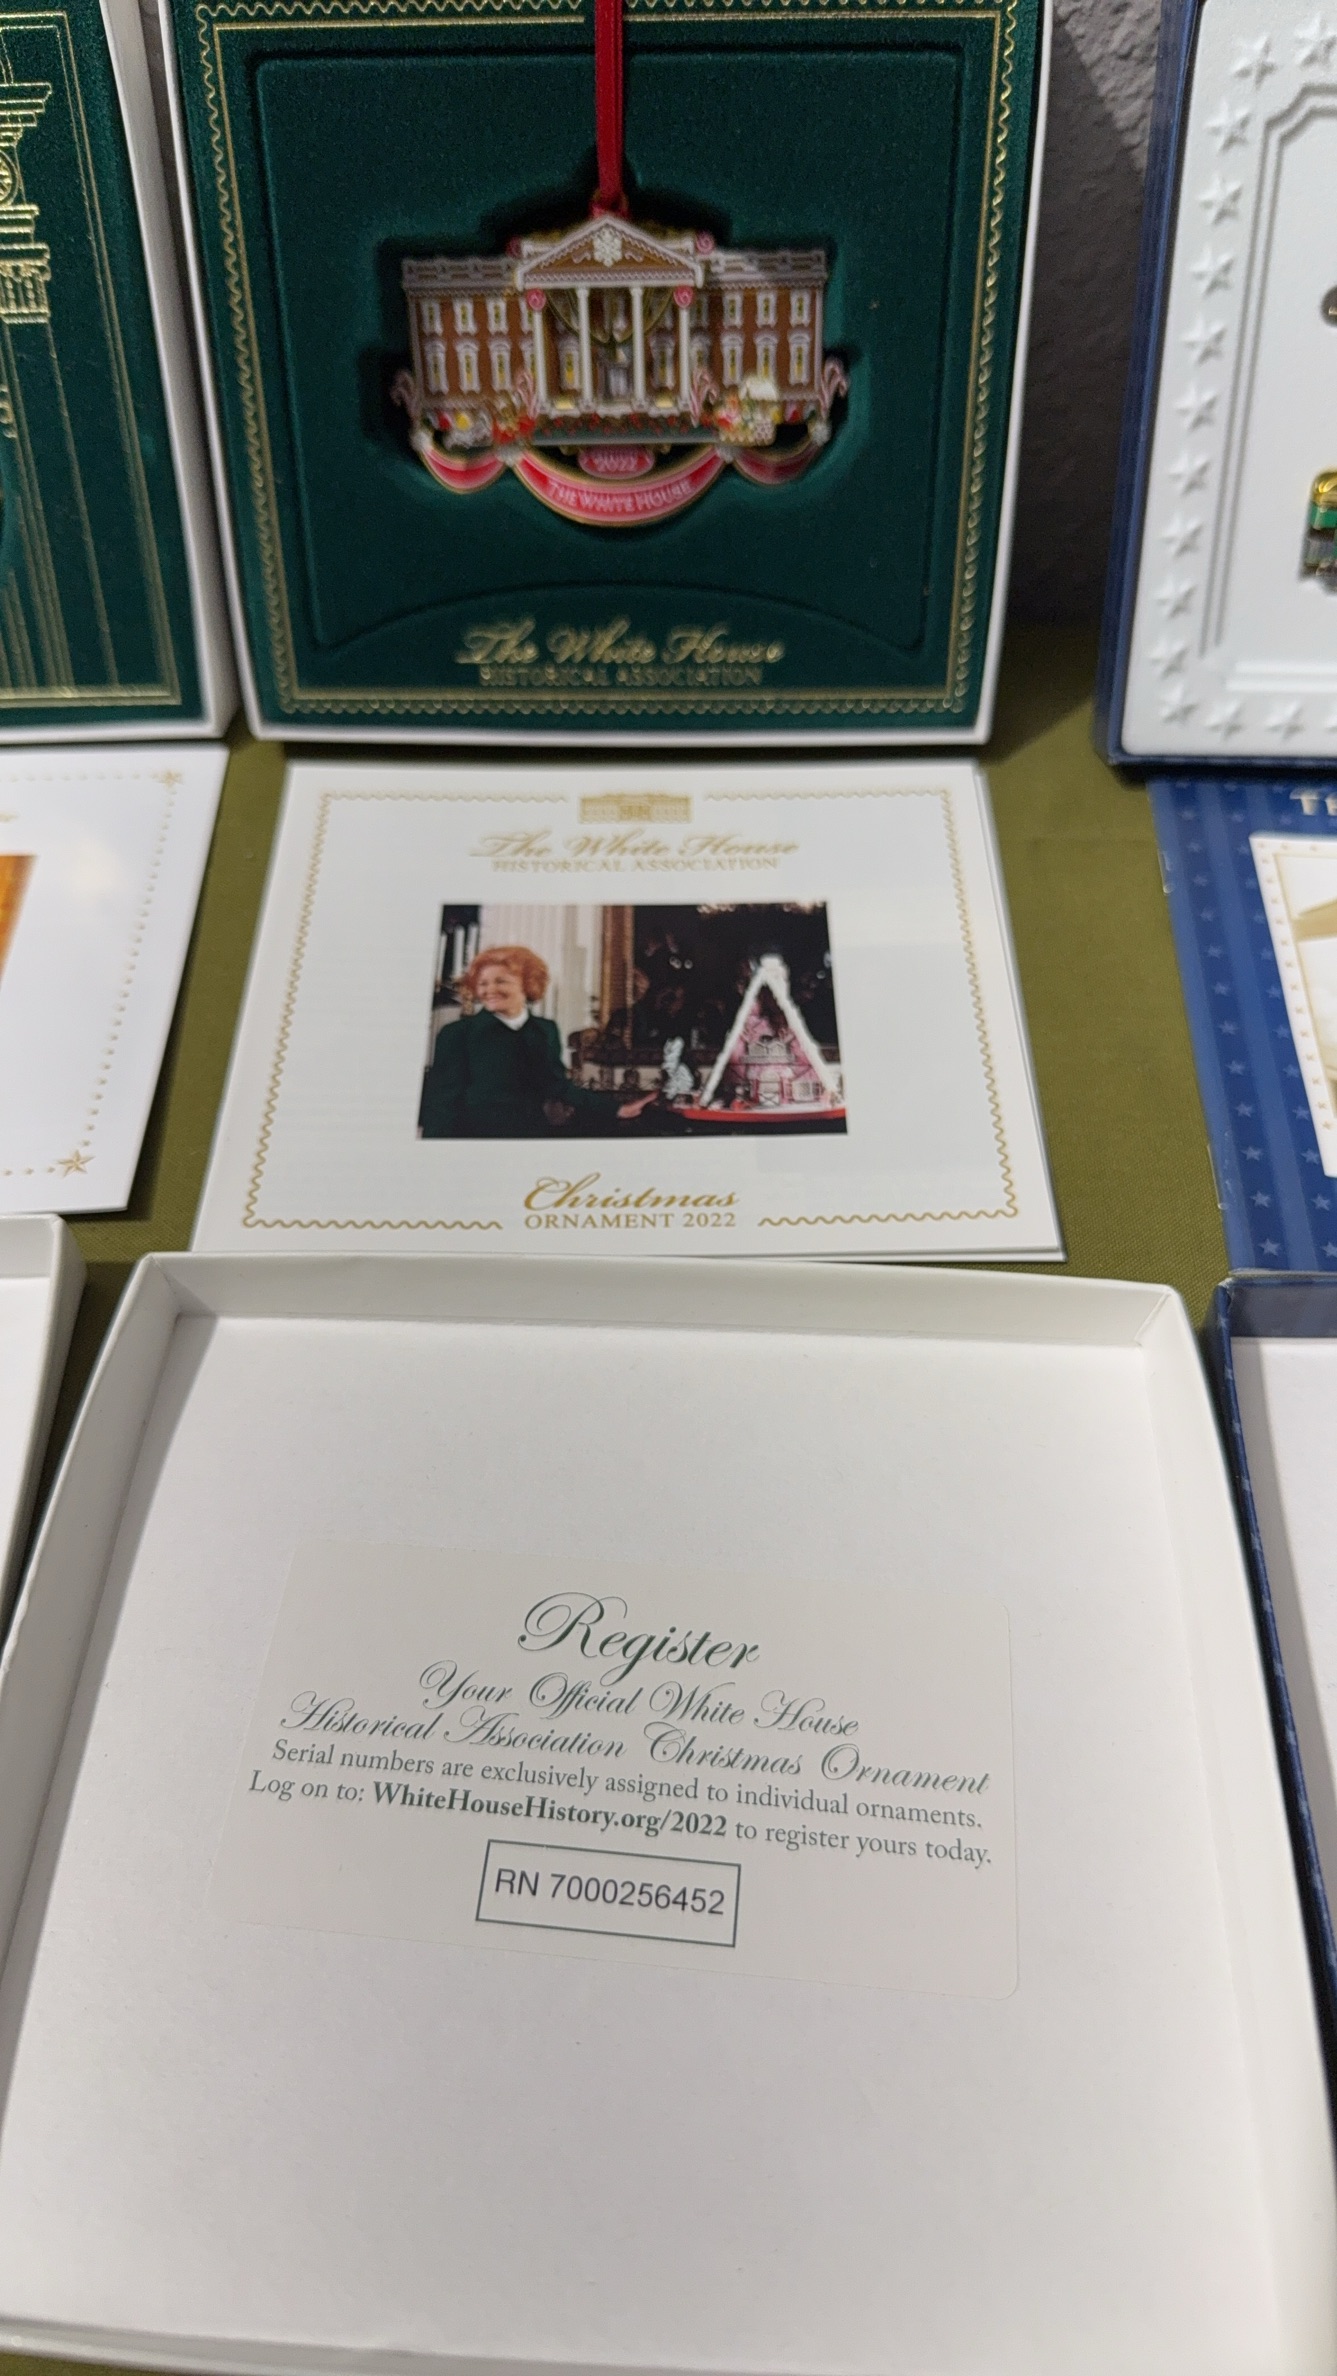 2022
THE WHITE HOUSE
The White House
HISTORICAL ASSOCIATION
The White House
HISTORICAL ASSOCIATION
Christmas
ORNAMENT 2022
Register
Your Official White House
Historical Association Christmas Ornament
Serial numbers are exclusively assigned to individual ornaments.
Log on to: WhiteHouseHistory.org/2022 to register yours today.
RN 7000256452